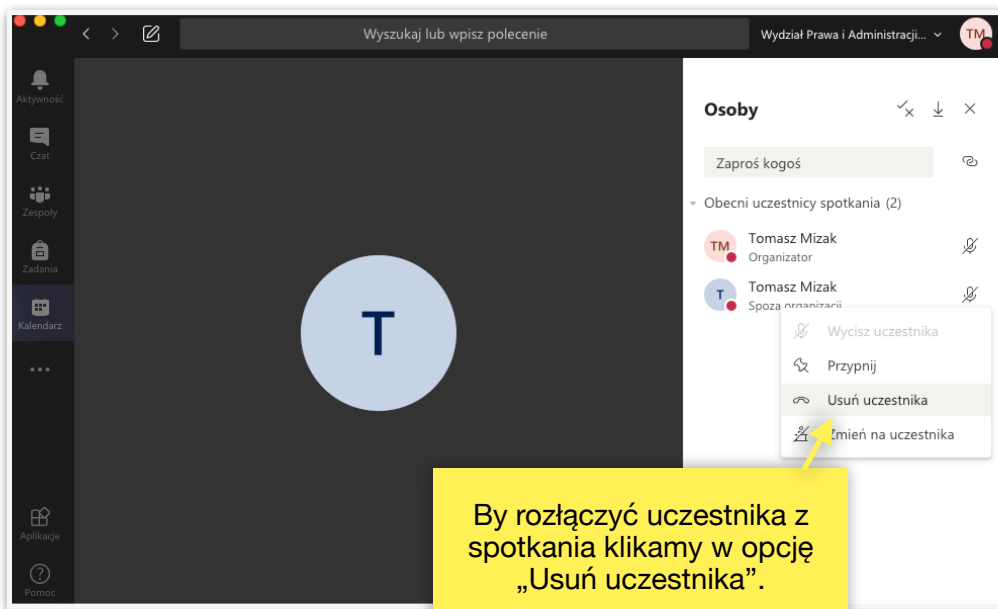 Wyszukaj lub wpisz polecenie
Wydział Prawa i Administracji...
TM
Aktywność
Czat
Zespoły
Zadania
Kalendarz
Aplikacje
Pomoc
T
Osoby
Zaproś kogoś
Obecni uczestnicy spotkania (2)
TM
Tomasz Mizak
Organizator
T
Tomasz Mizak
Spoza organizacji
Wycisz uczestnika
Przypnij
Usuń uczestnika
Zmień na uczestnika
By rozłączyć uczestnika z
spotkania klikamy w opcję
„Usuń uczestnika”.